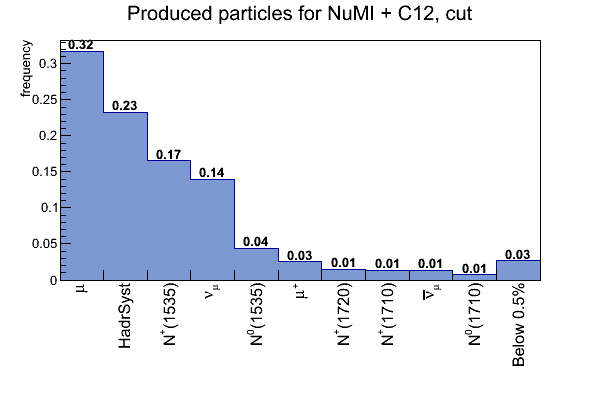 Produced particles for NuMI + C12, cut
frequency
0.3
0.25
0.2
0.15
0.1
0.05
0
0.32
0.23
0.17
0.14
0.04
0.03
0.01
0.01
0.01
0.01
0.03
μ
HadrSyst
N⁺(1535)
ν_μ
N⁰(1535)
μ⁺
N⁺(1720)
N⁺(1710)
ν̅_μ
N⁰(1710)
Below 0.5%